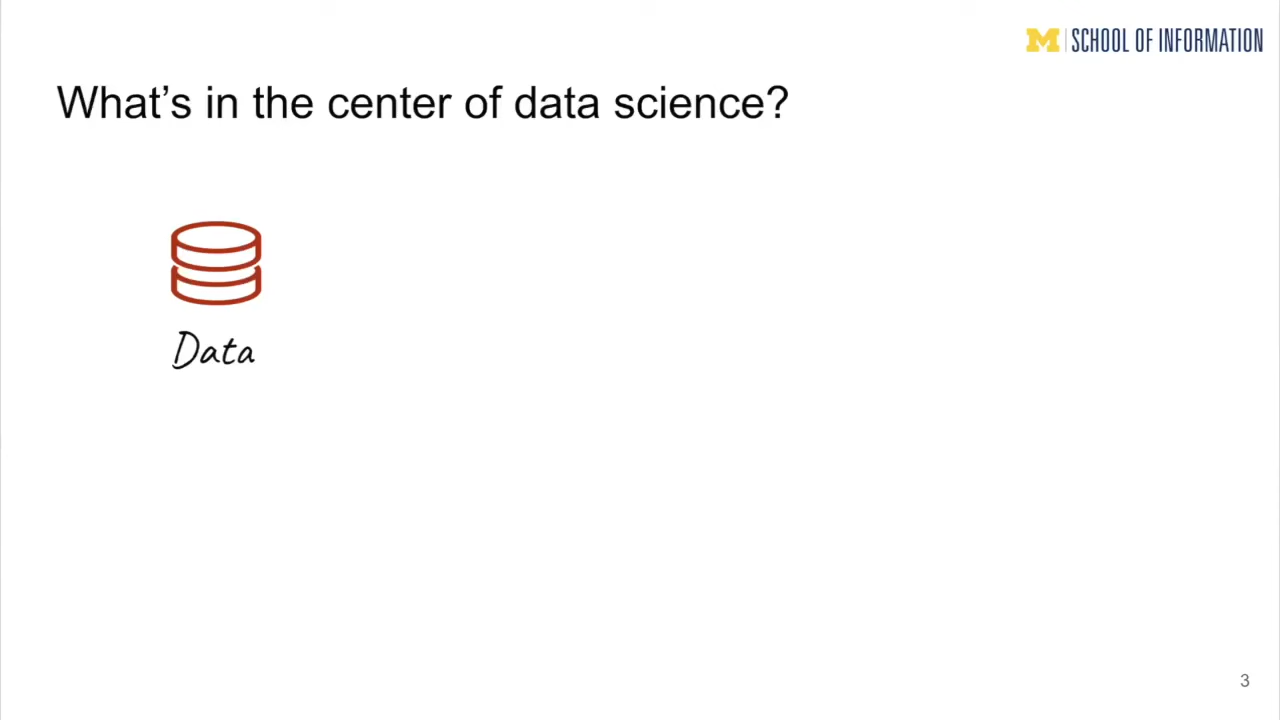 M | SCHOOL OF INFORMATION
What's in the center of data science?
Data
3